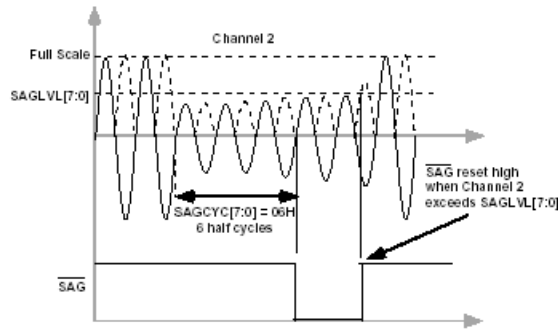 Channel 2
Full Scale
SAGLVL[7:0]
SAGCYC[7:0] = 06H
6 half cycles
SAG reset high
when Channel 2
exceeds SAGLVL[7:0]
SAG